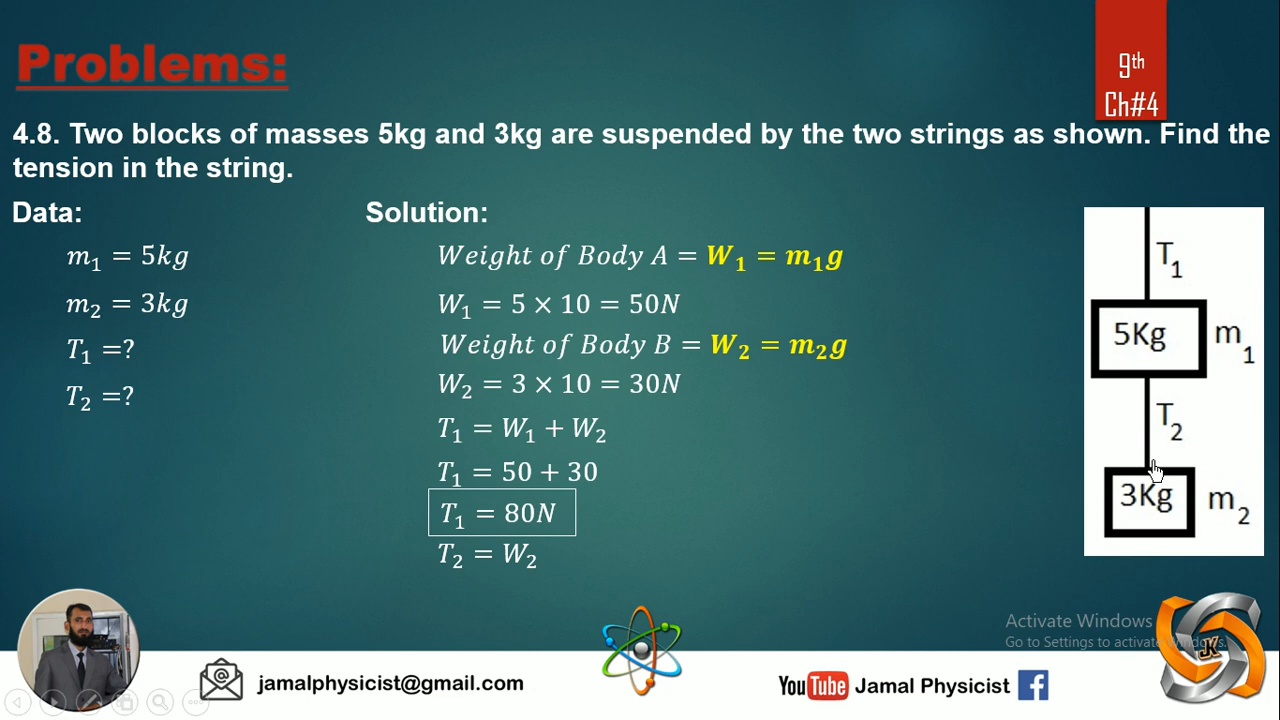 Problems:
9th
Ch#4
4.8. Two blocks of masses 5kg and 3kg are suspended by the two strings as shown. Find the
tension in the string.
Data:
m₁ = 5kg
m₂ = 3kg
T₁ =?
T₂ =?
Solution:
Weight of Body A = W₁ = m₁g
W₁ = 5 × 10 = 50N
Weight of Body B = W₂ = m₂g
W₂ = 3 × 10 = 30N
T₁ = W₁ + W₂
T₁ = 50 + 30
T₁ = 80N
T₂ = W₂
T₁
5Kg m₁
T₂
3Kg m₂
Activate Windows
Go to Settings to activate Windows.
JK
jamalphysicist@gmail.com
YouTube Jamal Physicist f